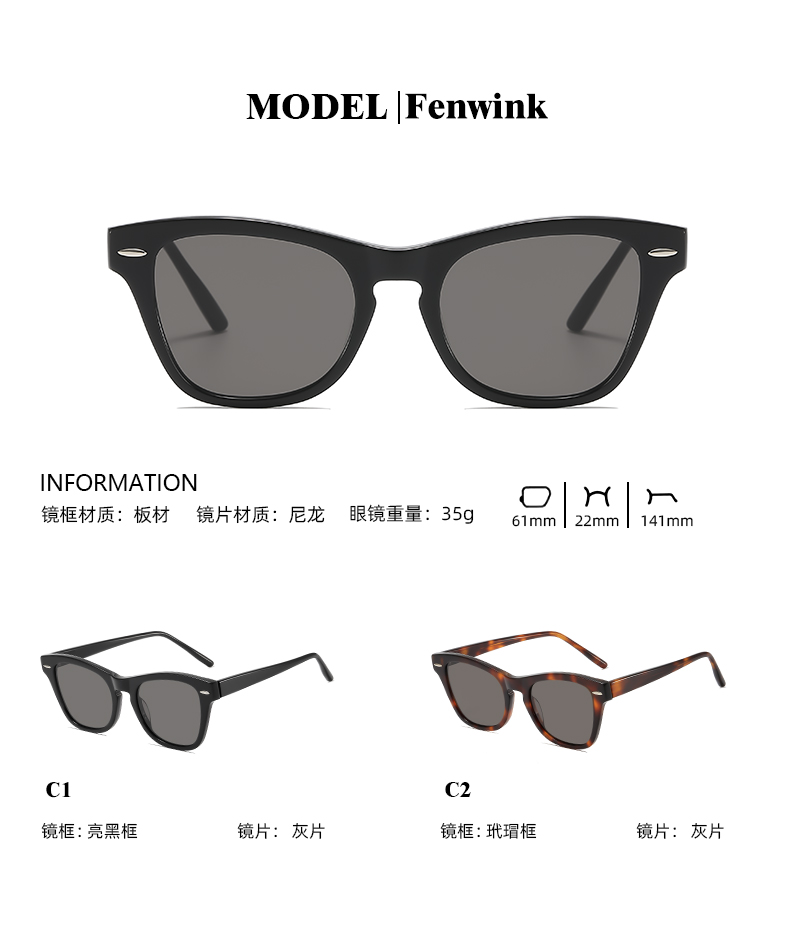 MODEL|Fenwink
INFORMATION
镜框材质：板材 镜片材质：尼龙 眼镜重量：35g
61mm 22mm 141mm
C1
镜框：亮黑框 镜片： 灰片
C2
镜框：玳瑁框 镜片： 灰片